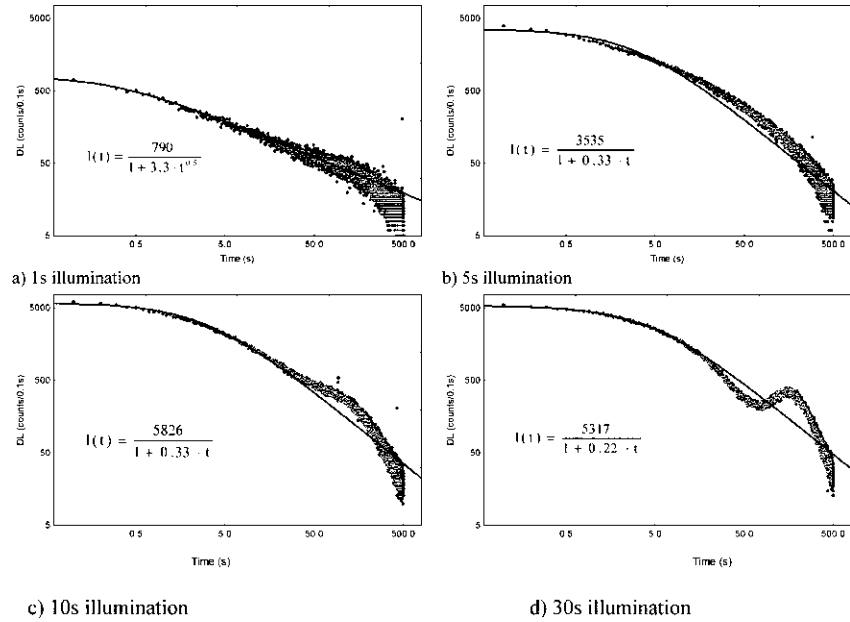 5000
500
50
5
DL (counts/0.1s)
I(t) = 790 / 1 + 3.3 · t^0.5
0.5 5.0 50.0 500.0
Time (s)
a) 1s illumination
5000
500
50
5
DL (counts/0.1s)
I(t) = 3535 / 1 + 0.33 · t
0.5 5.0 50.0 500.0
Time (s)
b) 5s illumination
5000
500
50
5
DL (counts/0.1s)
I(t) = 5826 / 1 + 0.33 · t
0.5 5.0 50.0 500.0
Time (s)
c) 10s illumination
5000
500
50
5
DL (counts/0.1s)
I(t) = 5317 / 1 + 0.22 · t
0.5 5.0 50.0 500.0
Time (s)
d) 30s illumination